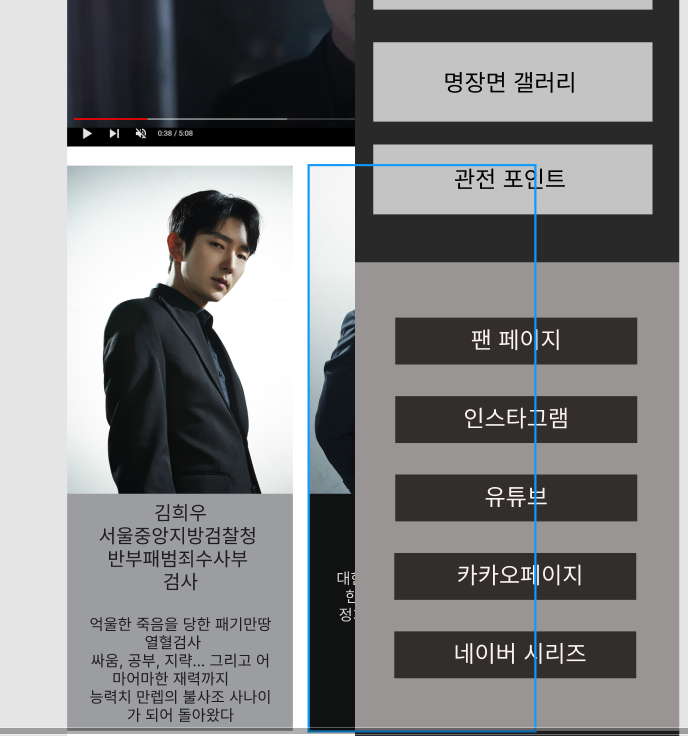 명장면 갤러리
0:38 / 5:08
관전 포인트
팬 페이지
인스타그램
유튜브
카카오페이지
네이버 시리즈
김희우
서울중앙지방검찰청
반부패범죄수사부
검사
억울한 죽음을 당한 패기만땅
열혈검사
싸움, 공부, 지략... 그리고 어
마어마한 재력까지
능력치 만렙의 불사조 사나이
가 되어 돌아왔다